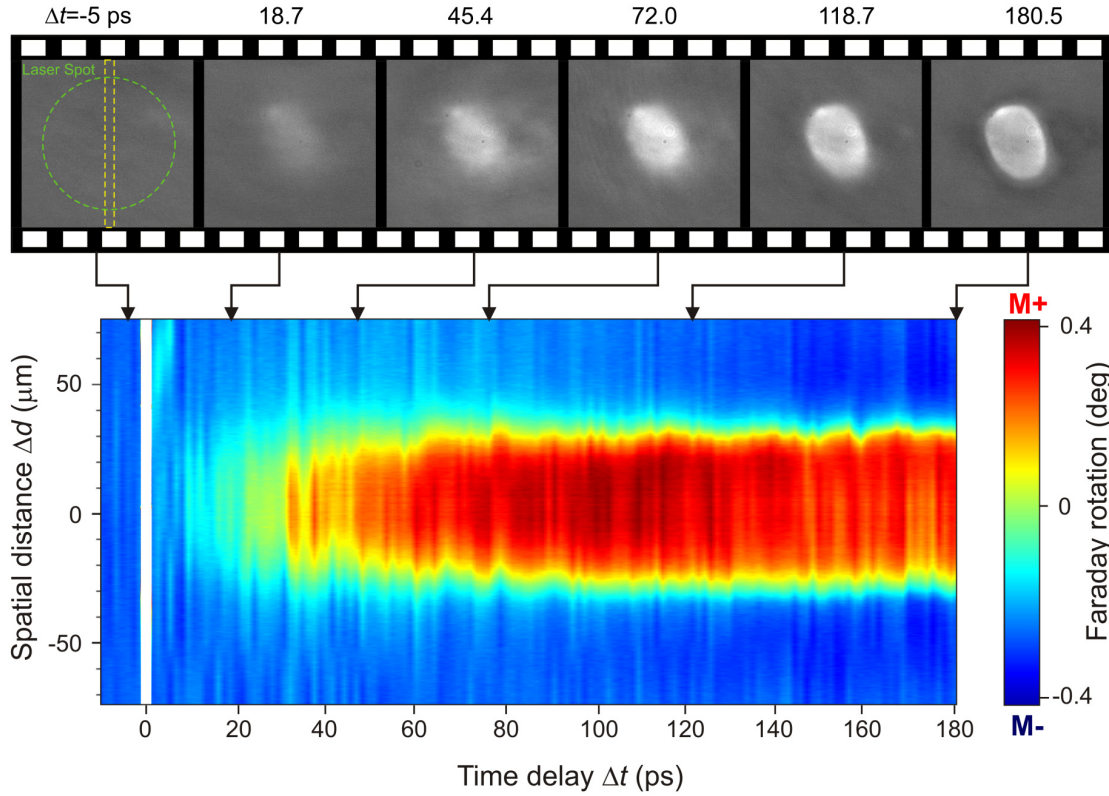 Δt=-5 ps 18.7 45.4 72.0 118.7 180.5
Laser Spot
M+
0.4
0
-0.4
M-
Faraday rotation (deg)
50
0
-50
Spatial distance Δd (μm)
0 20 40 60 80 100 120 140 160 180
Time delay Δt (ps)